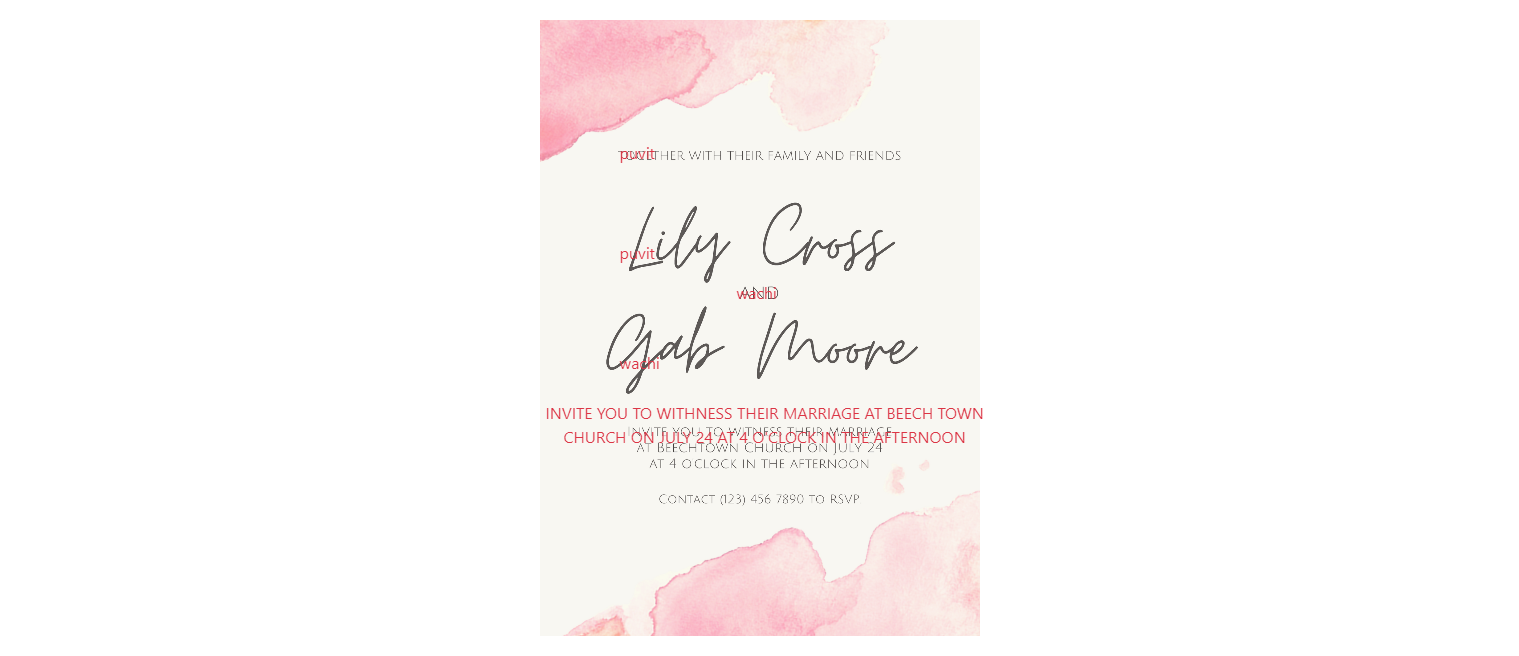 TOGETHER WITH THEIR FAMILY AND FRIENDS
puvit
Lily Cross
puvit
AND
wachi
Gab Moore
wachi
INVITE YOU TO WITHNESS THEIR MARRIAGE AT BEECH TOWN
CHURCH ON JULY 24 AT 4 O'CLOCK IN THE AFTERNOON
INVITE YOU TO WITNESS THEIR MARRIAGE
AT BEECHTOWN CHURCH ON JULY 24
AT 4 O'CLOCK IN THE AFTERNOON
CONTACT (123) 456 7890 TO RSVP